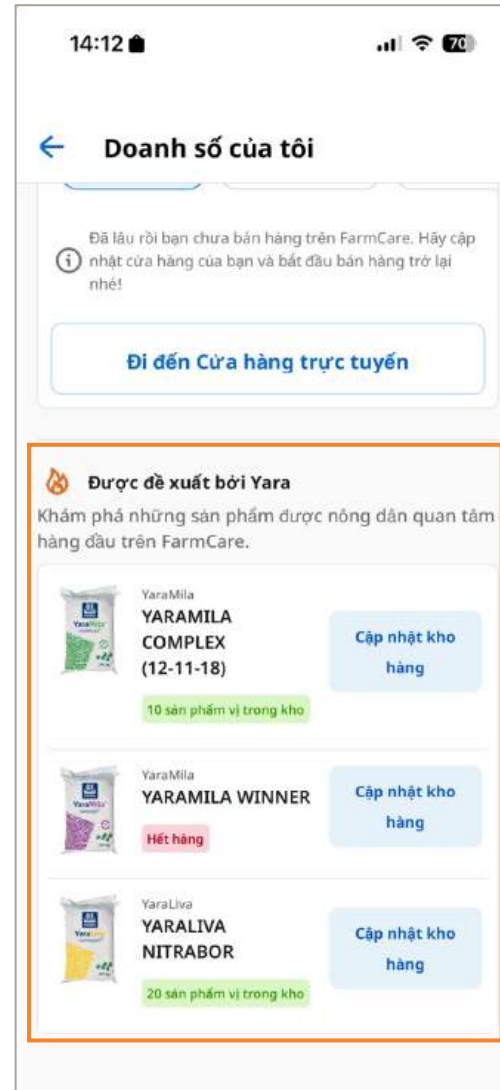 14:12
70
Doanh số của tôi
Đã lâu rồi bạn chưa bán hàng trên FarmCare. Hãy cập
nhật cửa hàng của bạn và bắt đầu bán hàng trở lại
nhé!
Đi đến Cửa hàng trực tuyến
Được đề xuất bởi Yara
Khám phá những sản phẩm được nông dân quan tâm
hàng đầu trên FarmCare.
YaraMila
YARAMILA
COMPLEX
(12-11-18)
Cập nhật kho
hàng
10 sản phẩm vị trong kho
YaraMila
YARAMILA WINNER
Cập nhật kho
hàng
Hết hàng
YaraLiva
YARALIVA
NITRABOR
Cập nhật kho
hàng
20 sản phẩm vị trong kho